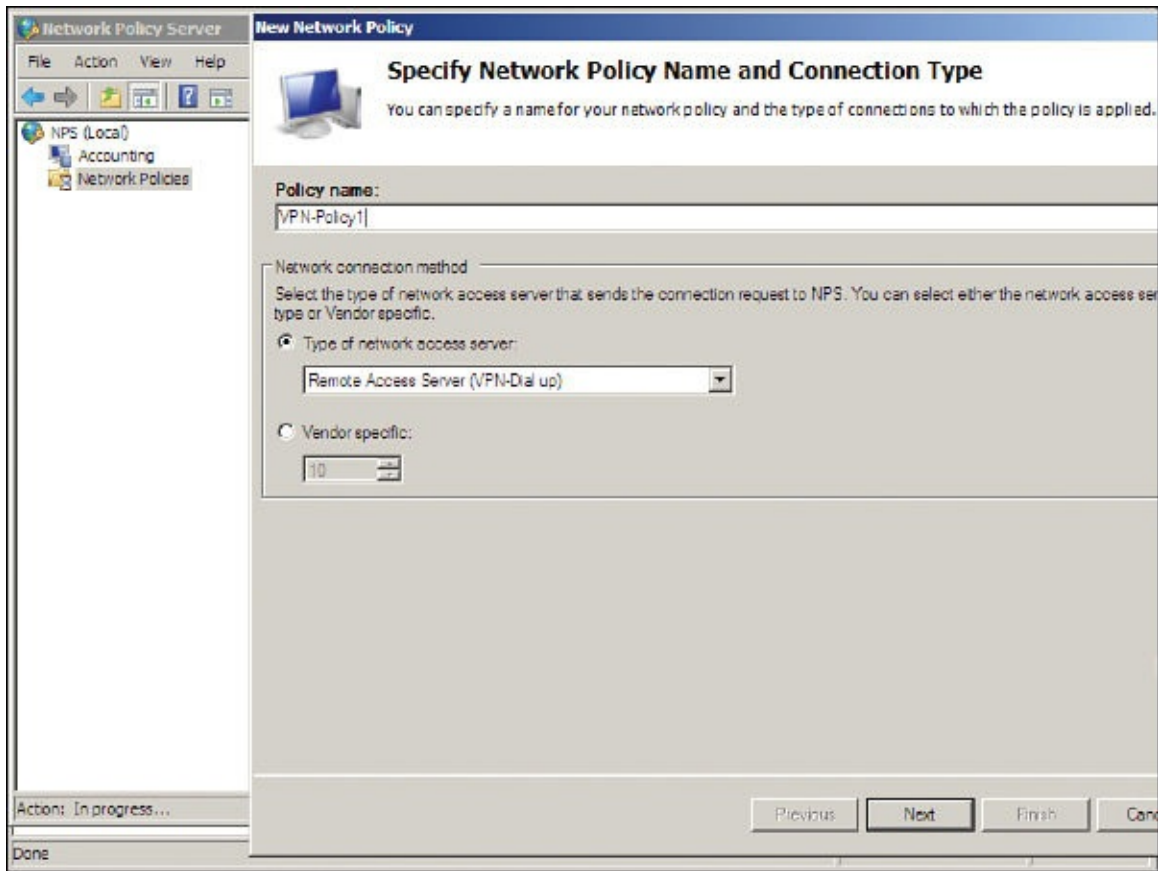 Network Policy Server
File Action View Help
NPS (Local)
Accounting
Network Policies
Action: In progress...
Done
New Network Policy
Specify Network Policy Name and Connection Type
You can specify a name for your network policy and the type of connections to which the policy is applied.
Policy name:
VPN-Policy1
Network connection method
Select the type of network access server that sends the connection request to NPS. You can select either the network access ser
type or Vendor specific.
Type of network access server:
Remote Access Server (VPN-Dial up)
Vendor specific:
10
Previous Next Finish Canc